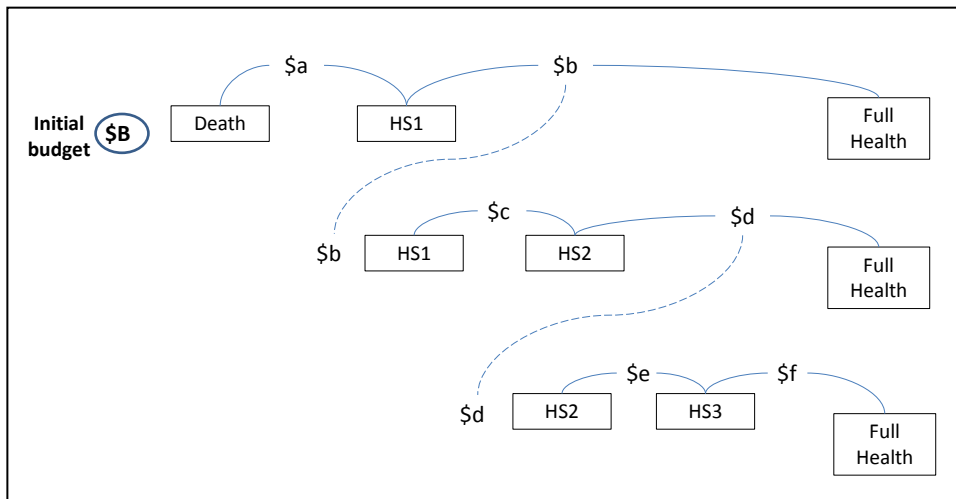 $a
$b
Initial
budget
$B
Death
HS1
Full
Health
$c
$d
$b
HS1
HS2
Full
Health
$e
$f
$d
HS2
HS3
Full
Health